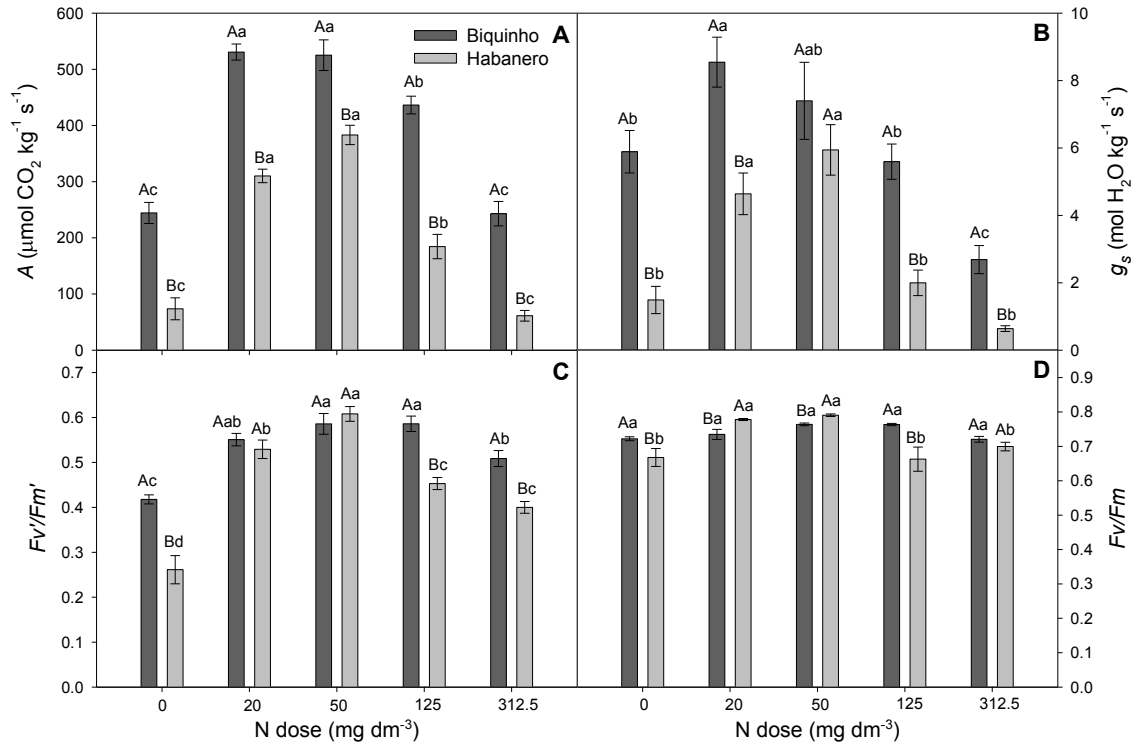 600
500
400
300
200
100
0
A (µmol CO2 kg-1 s-1)
Biquinho
Habanero
A
Ac
Bc
Aa
Ba
Aa
Ba
Ab
Bb
Ac
Bc
B
Ab
Bb
Aa
Ba
Aab
Aa
Ab
Bb
Ac
Bb
10
8
6
4
2
0
gs (mol H2O kg-1 s-1)
0.7
0.6
0.5
0.4
0.3
0.2
0.1
0.0
Fv'/Fm'
C
Ac
Bd
Aab
Ab
Aa
Aa
Aa
Bc
Ab
Bc
0 20 50 125 312.5
N dose (mg dm-3)
D
Aa
Bb
Ba
Aa
Ba
Aa
Aa
Bb
Aa
Ab
0.9
0.8
0.7
0.6
0.5
0.4
0.3
0.2
0.1
0.0
Fv/Fm
0 20 50 125 312.5
N dose (mg dm-3)